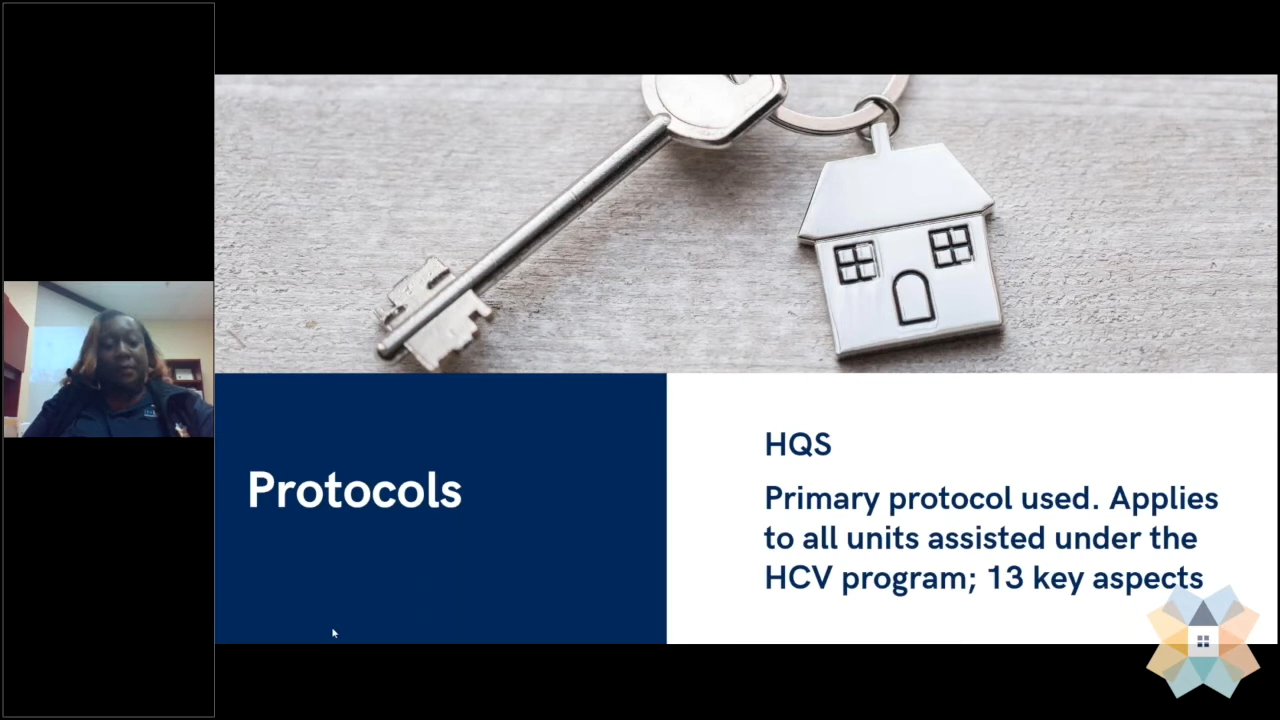 Protocols
HQS
Primary protocol used. Applies
to all units assisted under the
HCV program; 13 key aspects